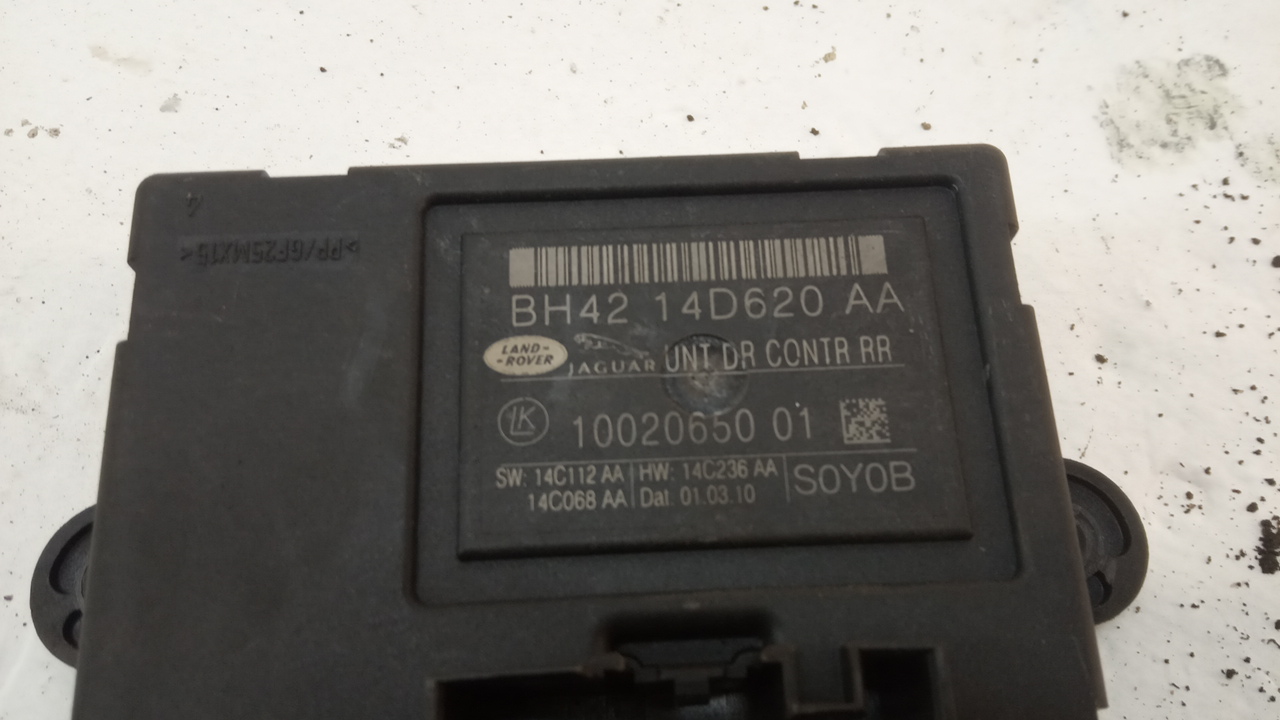 4
>PP/GF25MX15<
BH42 14D620 AA
LAND-
-ROVER
JAGUAR UNT DR CONTR RR
LK 10020650 01
SW: 14C112 AA HW: 14C236 AA S0Y0B
14C068 AA Dat. 01.03.10